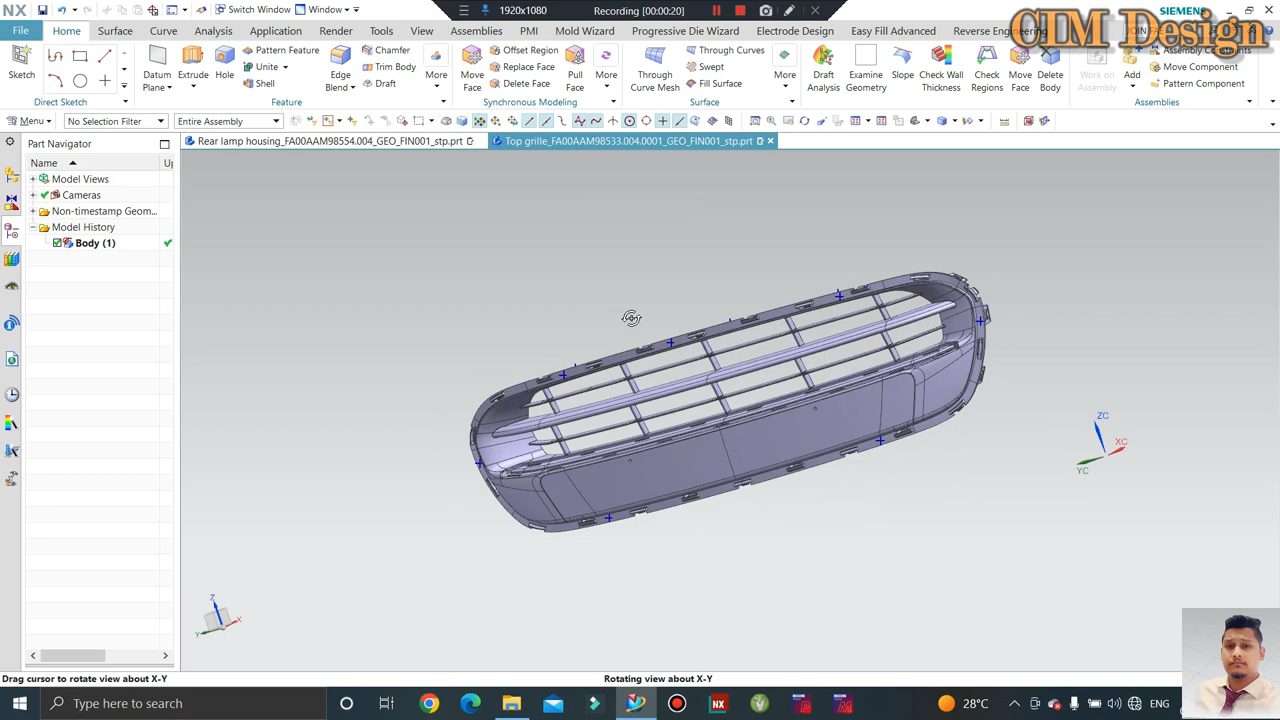 NX
Switch Window
Window
1920x1080
Recording [00:00:20]
SIEMENS
CIM Design
File
Home
Surface
Curve
Analysis
Application
Render
Tools
View
Assemblies
PMI
Mold Wizard
Progressive Die Wizard
Electrode Design
Easy Fill Advanced
Reverse Engineering
Sketch
Direct Sketch
Datum Plane
Extrude
Hole
Pattern Feature
Unite
Shell
Edge Blend
Chamfer
Trim Body
Draft
More
Feature
Move Face
Offset Region
Replace Face
Delete Face
Pull Face
More
Synchronous Modeling
Through Curve Mesh
Through Curves
Swept
Fill Surface
More
Surface
Draft Analysis
Examine Geometry
Slope
Check Wall Thickness
Check Regions
Move Face
Delete Body
Work on Assembly
Add
Assembly Constraints
Move Component
Pattern Component
Assemblies
Menu
No Selection Filter
Entire Assembly
Part Navigator
Rear lamp housing_FA00AAM98554.004_GEO_FIN001_stp.prt
Top grille_FA00AAM98533.004.0001_GEO_FIN001_stp.prt
Name
Up
Model Views
Cameras
Non-timestamp Geom...
Model History
Body (1)
ZC
XC
YC
Z
X
Y
Drag cursor to rotate view about X-Y
Rotating view about X-Y
Type here to search
28°C
ENG